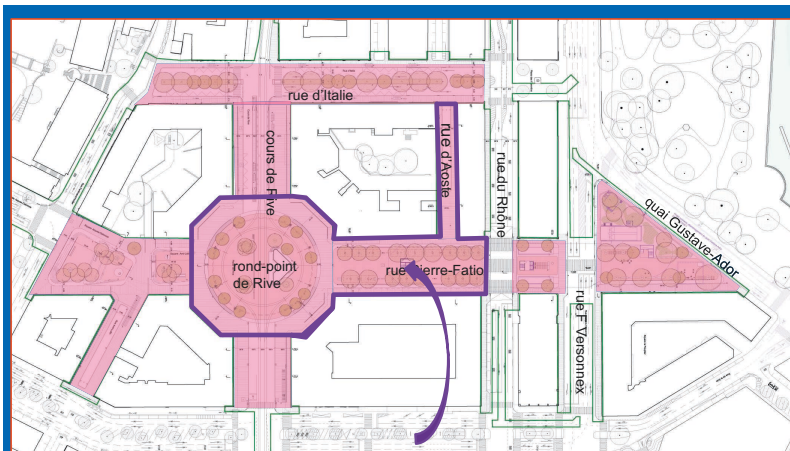 rue d'Italie
cours de Rive
rue d'Aoste
rue du Rhône
quai Gustave-Ador
rond-point
de Rive
rue Pierre-Fatio
rue F Versonnex